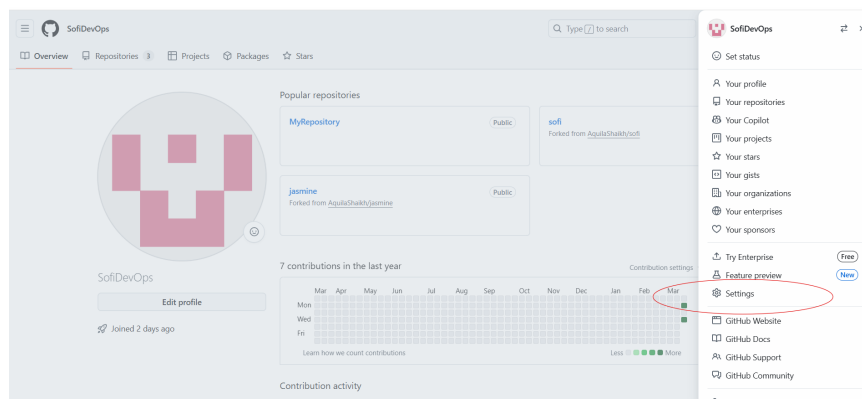 SofiDevOps
Type / to search
Overview
Repositories 3
Projects
Packages
Stars
Popular repositories
MyRepository
Public
sofi
Forked from AquilaShaikh/sofi
jasmine
Public
Forked from AquilaShaikh/jasmine
SofiDevOps
Edit profile
Joined 2 days ago
7 contributions in the last year
Contribution settings
Mar Apr May Jun Jul Aug Sep Oct Nov Dec Jan Feb Mar
Mon
Wed
Fri
Learn how we count contributions
Less
More
Contribution activity
SofiDevOps
Set status
Your profile
Your repositories
Your Copilot
Your projects
Your stars
Your gists
Your organizations
Your enterprises
Your sponsors
Try Enterprise
Free
Feature preview
New
Settings
GitHub Website
GitHub Docs
GitHub Support
GitHub Community